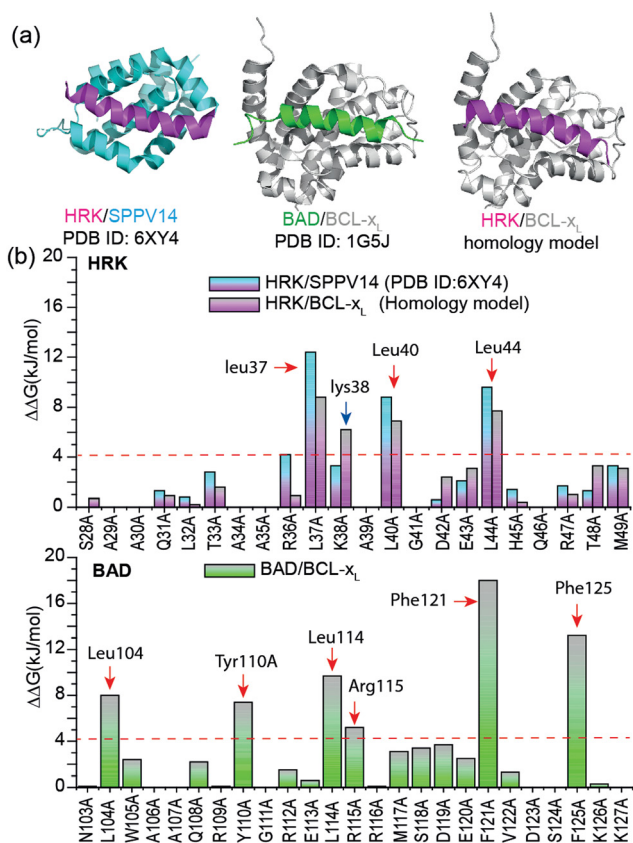 (a)
HRK/SPPV14
PDB ID: 6XY4
BAD/BCL-xL
PDB ID: 1G5J
HRK/BCL-xL
homology model
(b)
HRK
HRK/SPPV14 (PDB ID:6XY4)
HRK/BCL-xL (Homology model)
leu37
lys38
Leu40
Leu44
ΔΔG(kJ/mol)
20
16
12
8
4
0
S28A
A29A
A30A
Q31A
L32A
T33A
A34A
A35A
R36A
L37A
K38A
A39A
L40A
G41A
D42A
E43A
L44A
H45A
Q46A
R47A
T48A
M49A
BAD
BAD/BCL-xL
Leu104
Tyr110A
Leu114
Arg115
Phe121
Phe125
ΔΔG(kJ/mol)
20
16
12
8
4
0
N103A
L104A
W105A
A106A
A107A
Q108A
R109A
Y110A
G111A
R112A
E113A
L114A
R115A
R116A
M117A
S118A
D119A
E120A
F121A
V122A
D123A
S124A
F125A
K126A
K127A